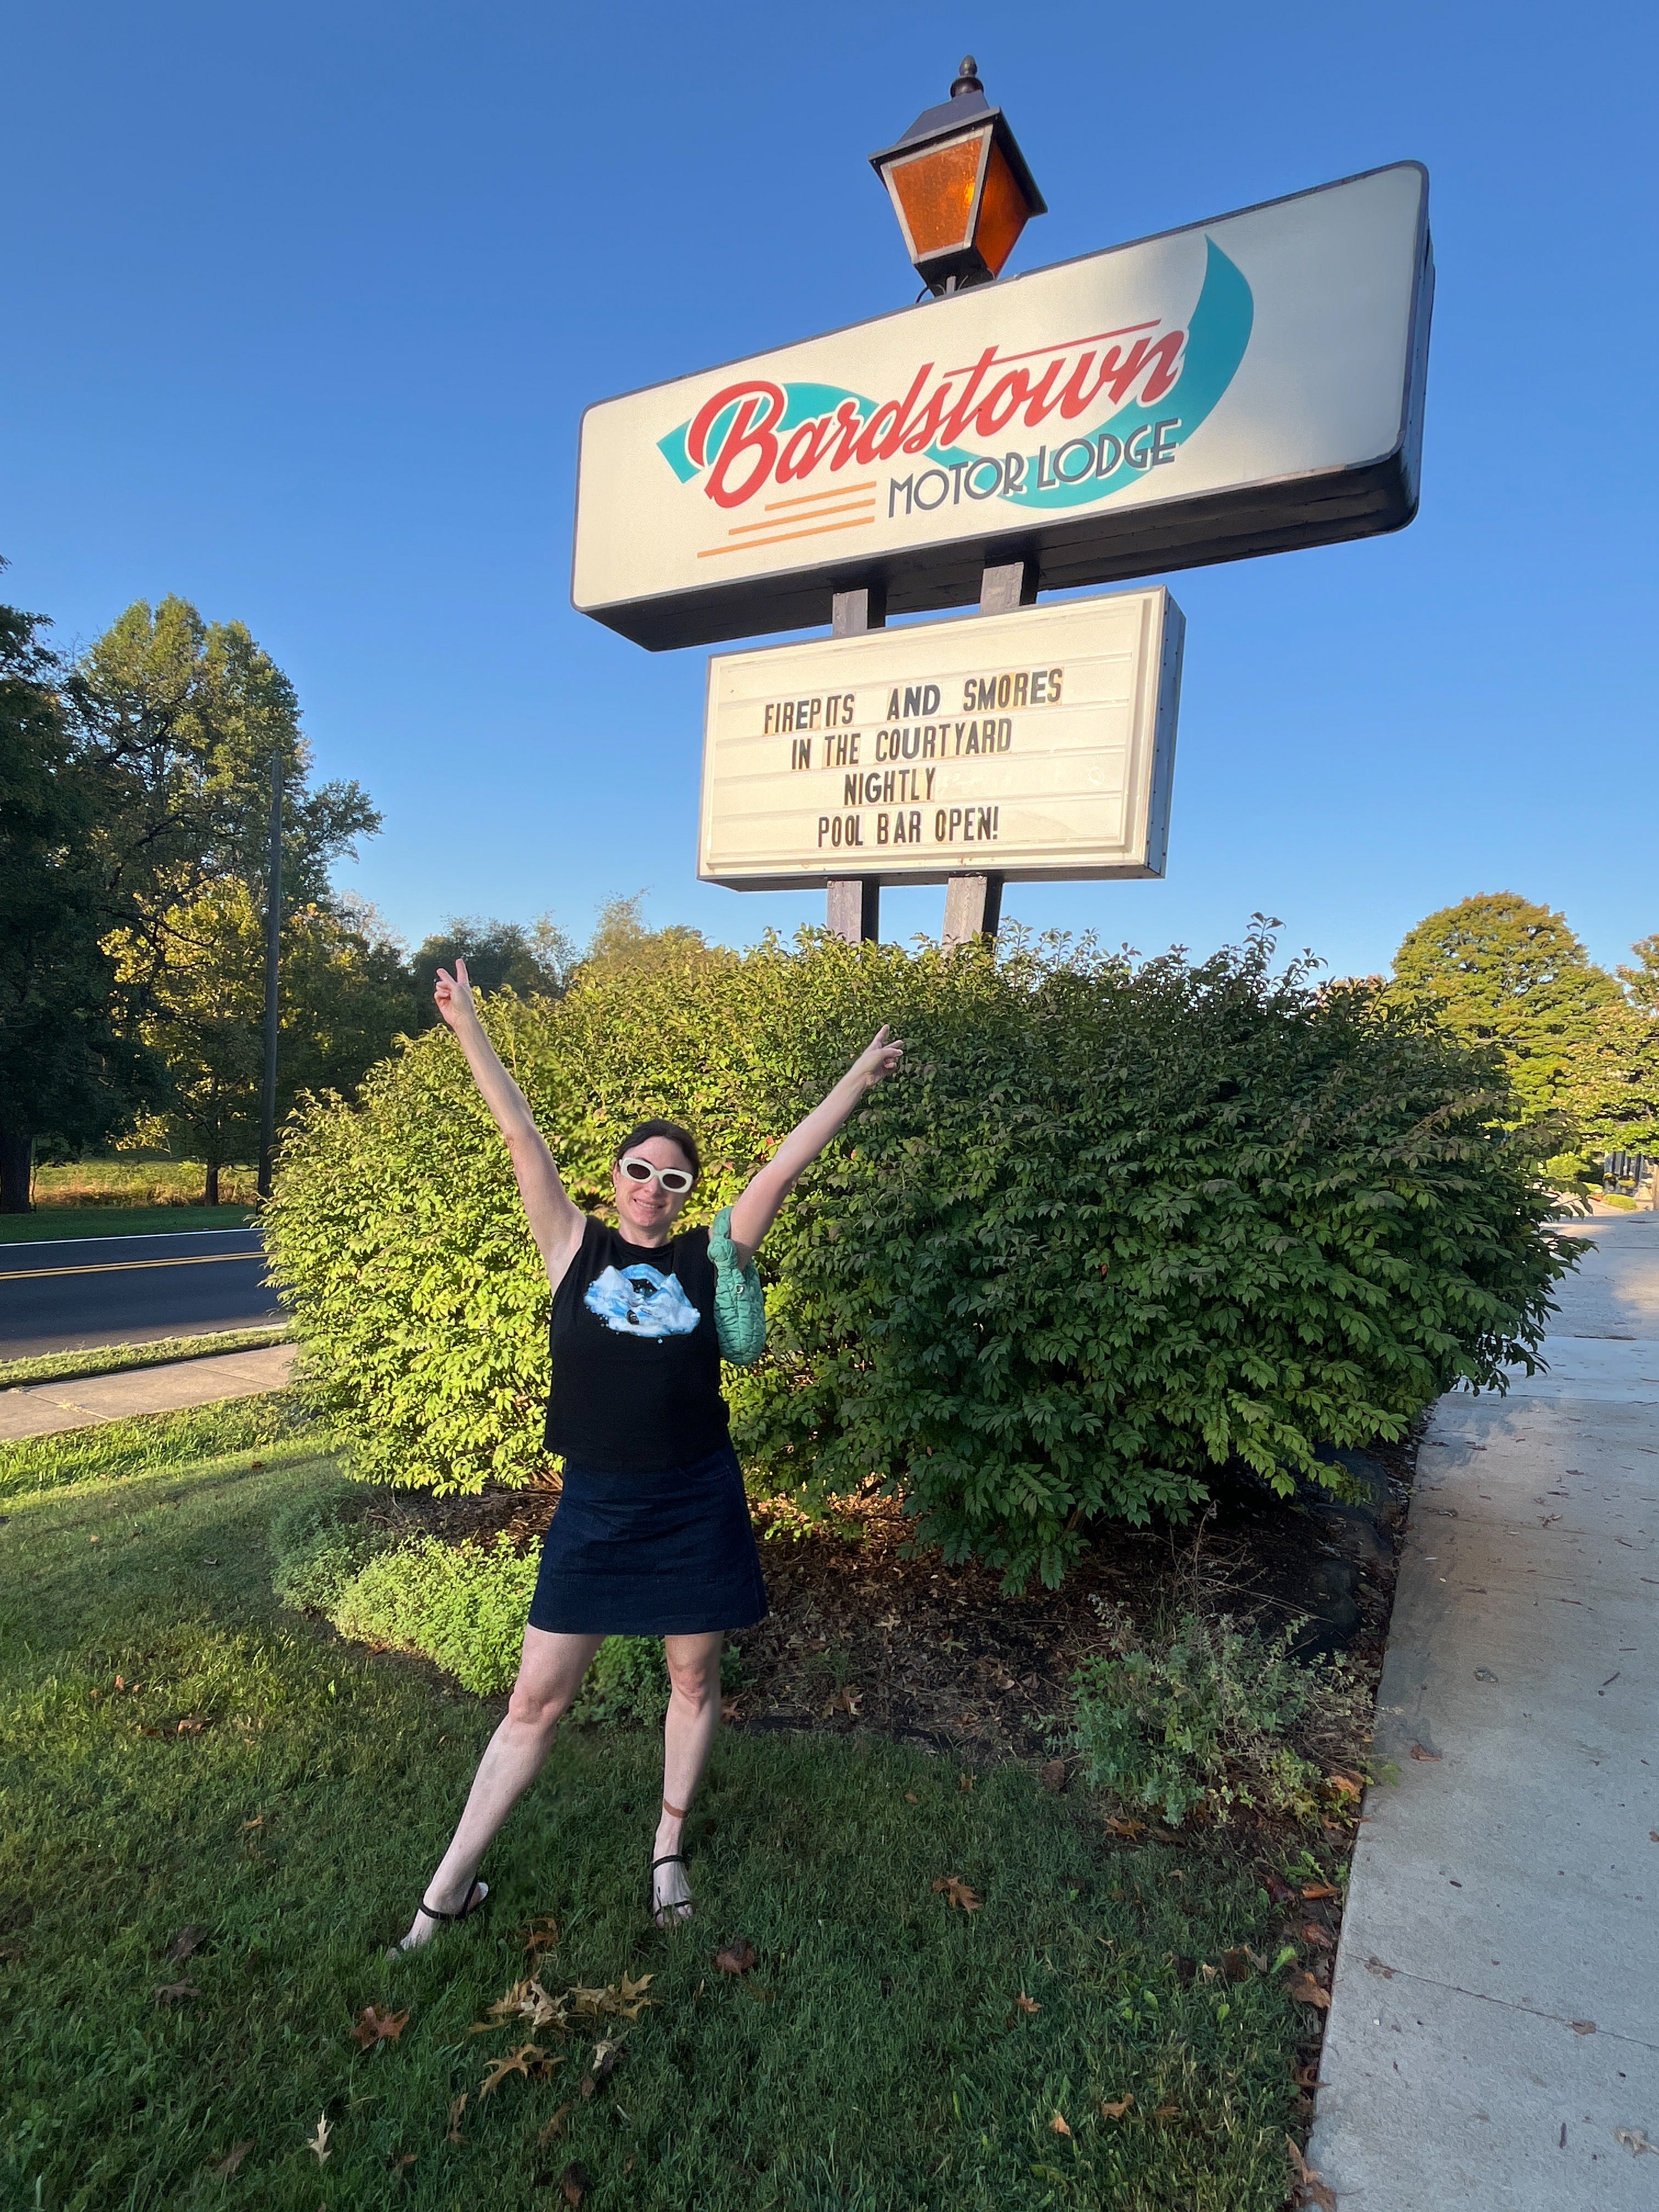 Bardstown
MOTOR LODGE
FIREPITS AND SMORES
IN THE COURTYARD
NIGHTLY
POOL BAR OPEN!